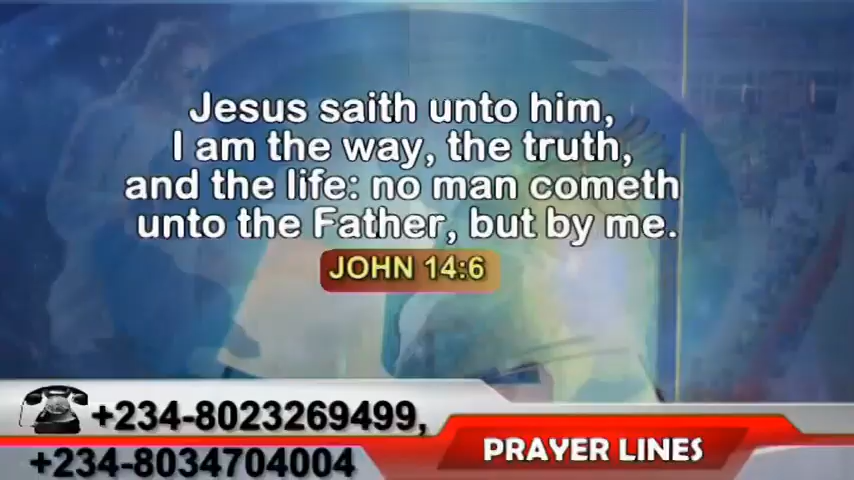 Jesus saith unto him,
I am the way, the truth,
and the life: no man cometh
unto the Father, but by me.
JOHN 14:6
+234-8023269499,
+234-8034704004
PRAYER LINES